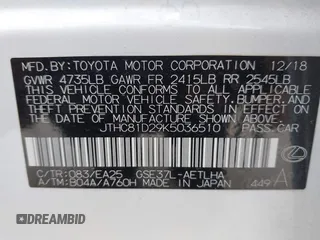 MFD. BY: TOYOTA MOTOR CORPORATION 12/18
GVWR 4735LB GAWR FR 2415LB RR 2545LB
THIS VEHICLE CONFORMS TO ALL APPLICABLE
FEDERAL MOTOR VEHICLE SAFETY, BUMPER, AND
THEFT PREVENTION STANDARDS IN EFFECT ON
THE DATE OF MANUFACTURE SHOWN ABOVE.
JTHC81D29K5036510 PASS. CAR
C/TR: 083/EA25 GSE37L-AETLHA
A/TM: B04A/A760H MADE IN JAPAN 449 A
AUTOBIDCAR